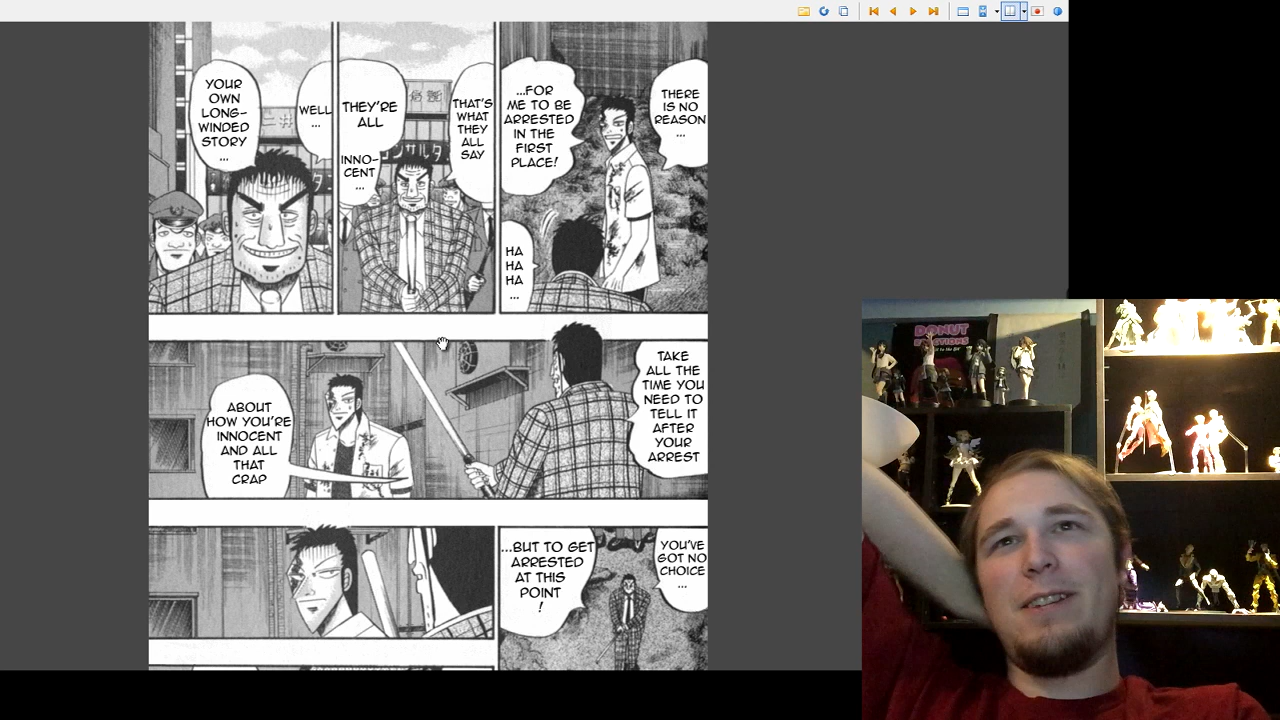 THERE
IS NO
REASON
...
...FOR
ME TO BE
ARRESTED
IN THE
FIRST
PLACE!
HA
HA
HA
...
THAT'S
WHAT
THEY
ALL
SAY
THEY'RE
ALL
INNO-
CENT
...
WELL
...
YOUR
OWN
LONG-
WINDED
STORY
...
TAKE
ALL THE
TIME YOU
NEED TO
TELL IT
AFTER
YOUR
ARREST
ABOUT
HOW YOU'RE
INNOCENT
AND ALL
THAT
CRAP
YOU'VE
GOT NO
CHOICE
...
...BUT TO GET
ARRESTED
AT THIS
POINT
!
DONUT